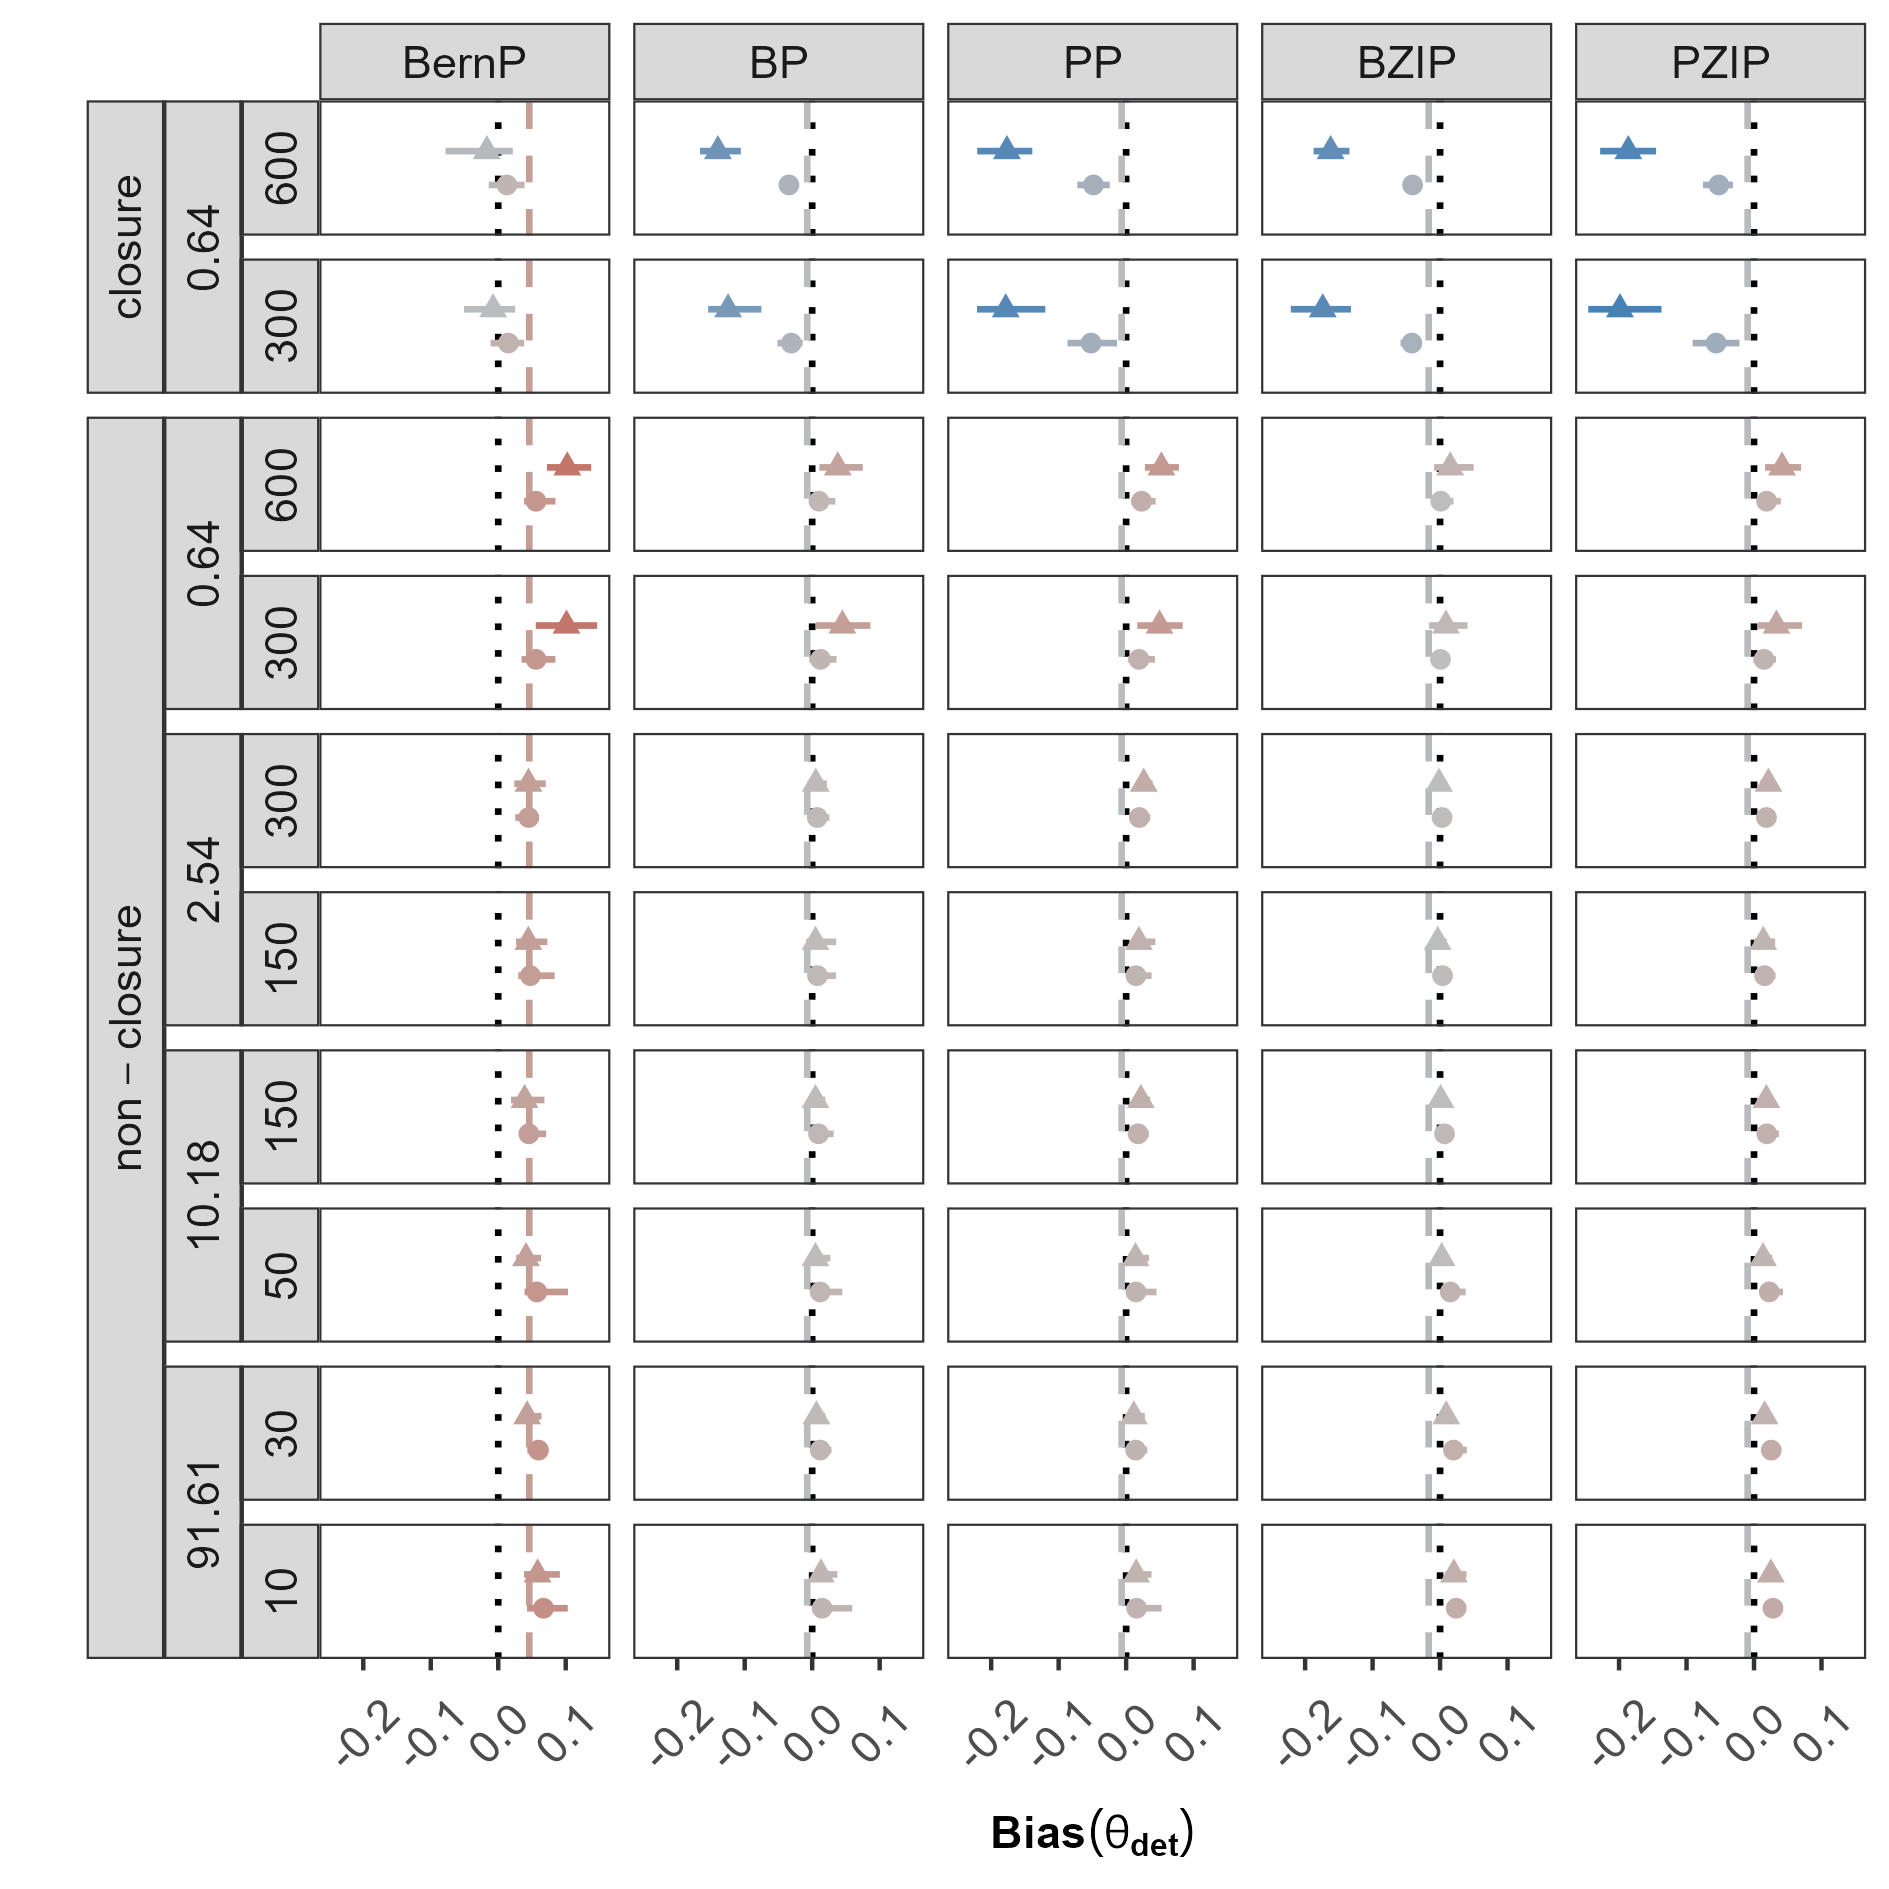 BernP BP PP BZIP PZIP
closure 0.64 600
300
non − closure 0.64 600
300
2.54 300
150
10.18 150
50
91.61 30
10
-0.2 -0.1 0.0 0.1 -0.2 -0.1 0.0 0.1 -0.2 -0.1 0.0 0.1 -0.2 -0.1 0.0 0.1 -0.2 -0.1 0.0 0.1
Bias(θdet)